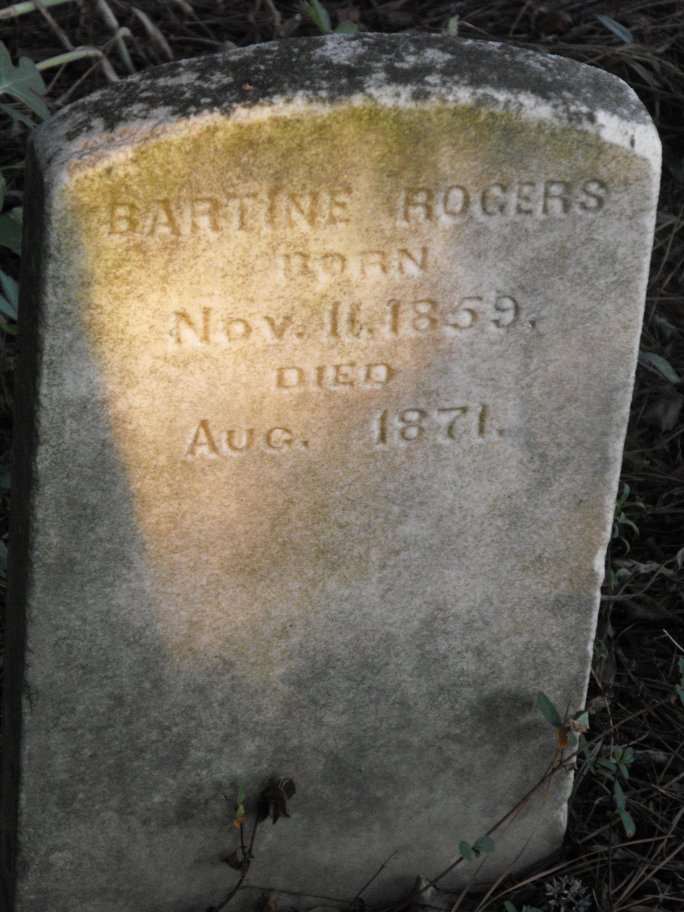 BARTINE ROGERS
BORN
Nov. 11, 1859.
DIED
Aug. 1871.